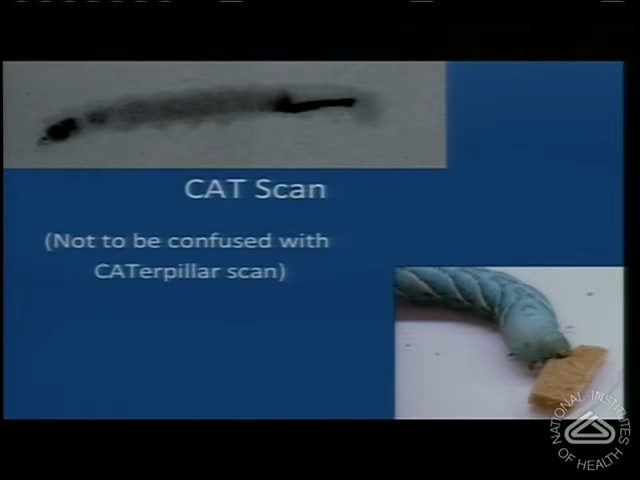 CAT Scan
(Not to be confused with
CATerpillar scan)
NATIONAL INSTITUTES
OF HEALTH